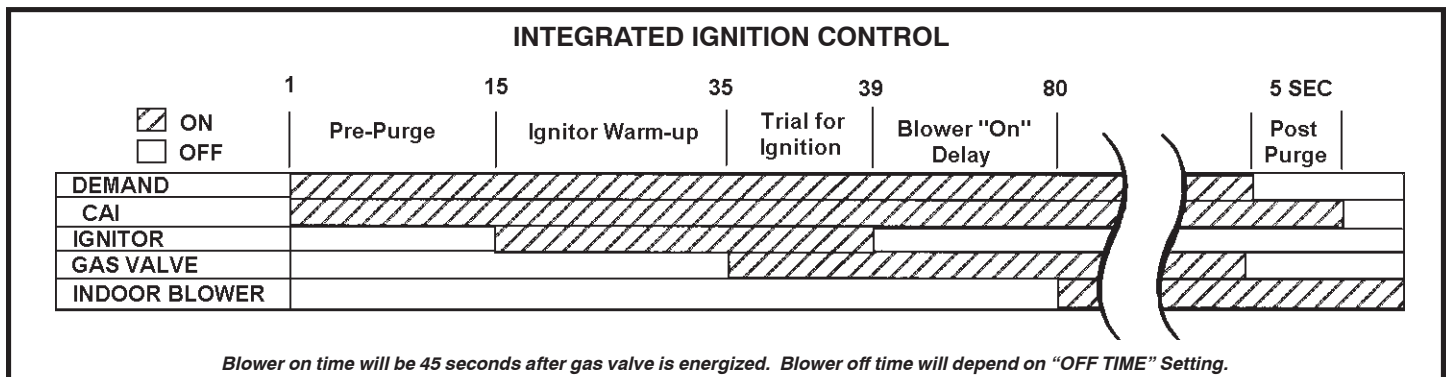 INTEGRATED IGNITION CONTROL
1 15 35 39 80 5 SEC
ON
OFF
Pre-Purge
Ignitor Warm-up
Trial for
Ignition
Blower "On"
Delay
Post
Purge
DEMAND
CAI
IGNITOR
GAS VALVE
INDOOR BLOWER
Blower on time will be 45 seconds after gas valve is energized. Blower off time will depend on “OFF TIME” Setting.